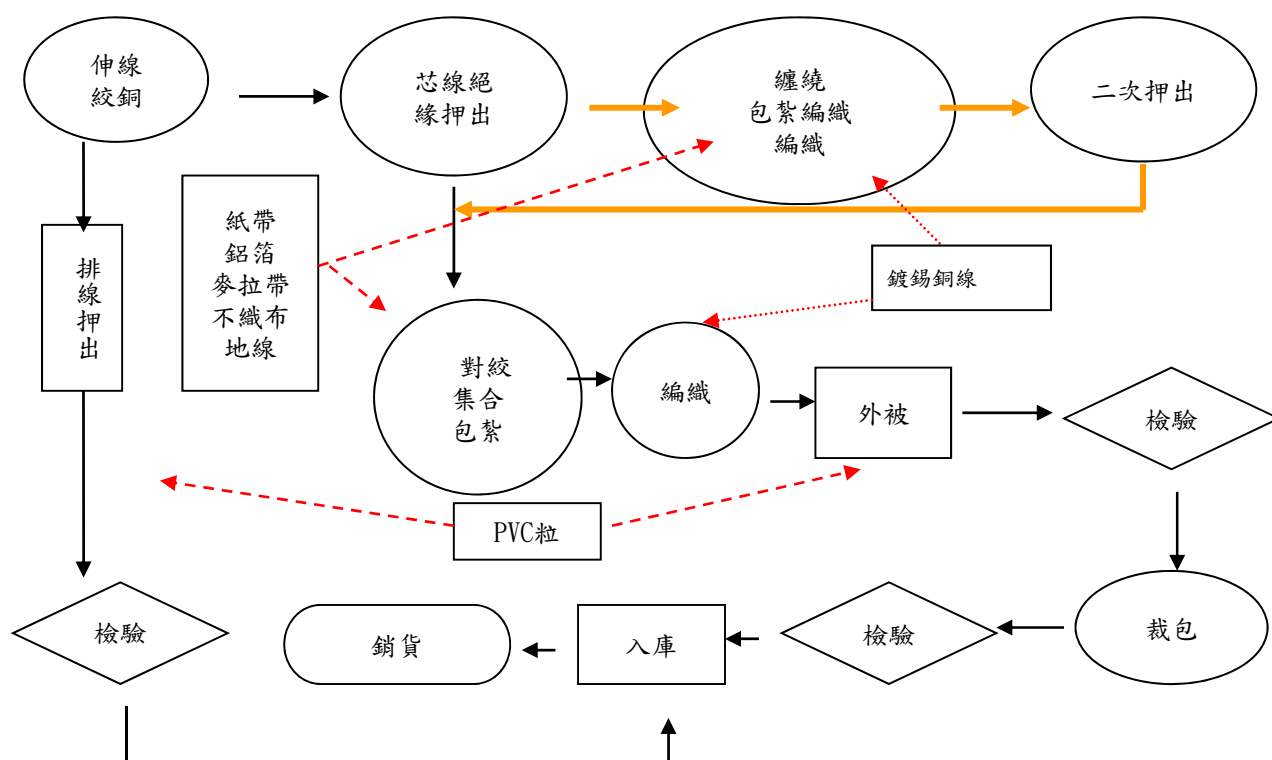 伸線
絞銅
芯線絕
緣押出
纏繞
包紮編織
編織
二次押出
紙帶
鋁箔
麥拉帶
不織布
地線
排
線
押
出
鍍錫銅線
對絞
集合
包紮
編織
外被
檢驗
PVC粒
檢驗
銷貨
入庫
檢驗
裁包